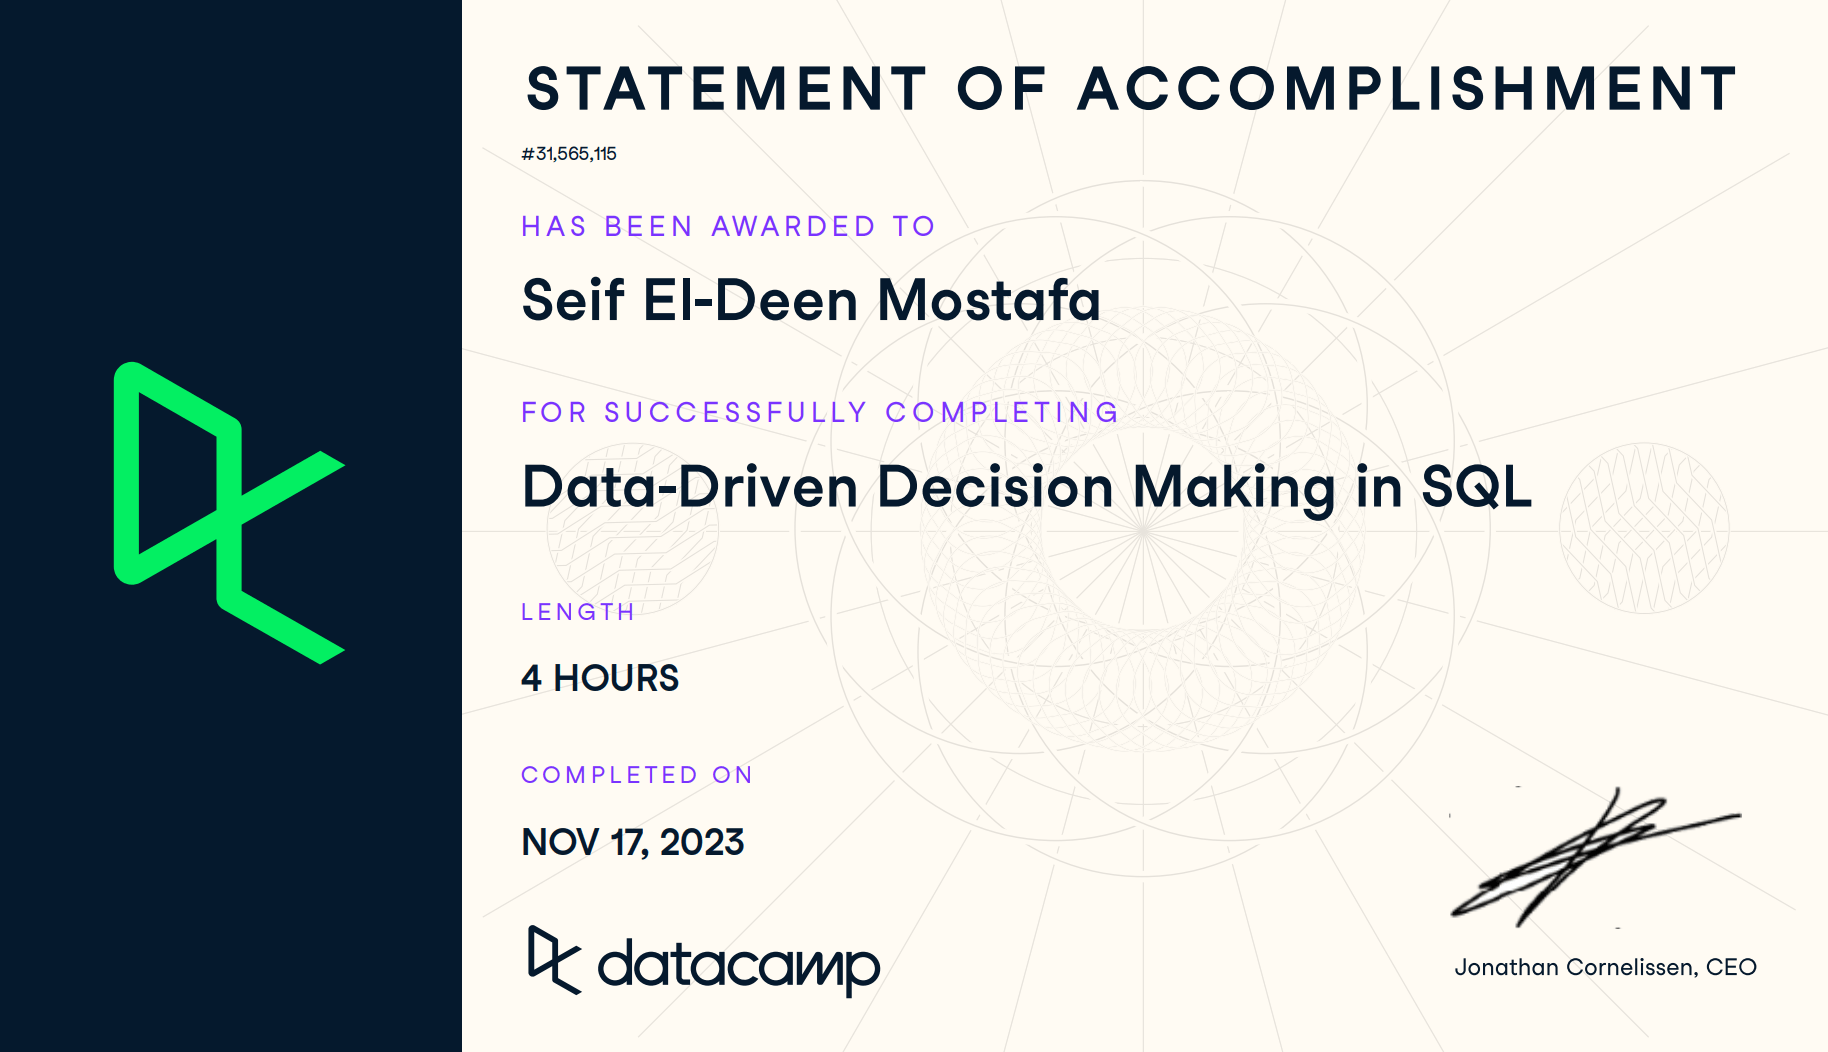 STATEMENT OF ACCOMPLISHMENT
#31,565,115
HAS BEEN AWARDED TO
Seif El-Deen Mostafa
FOR SUCCESSFULLY COMPLETING
Data-Driven Decision Making in SQL
LENGTH
4 HOURS
COMPLETED ON
NOV 17, 2023
datacamp
Jonathan Cornelissen, CEO